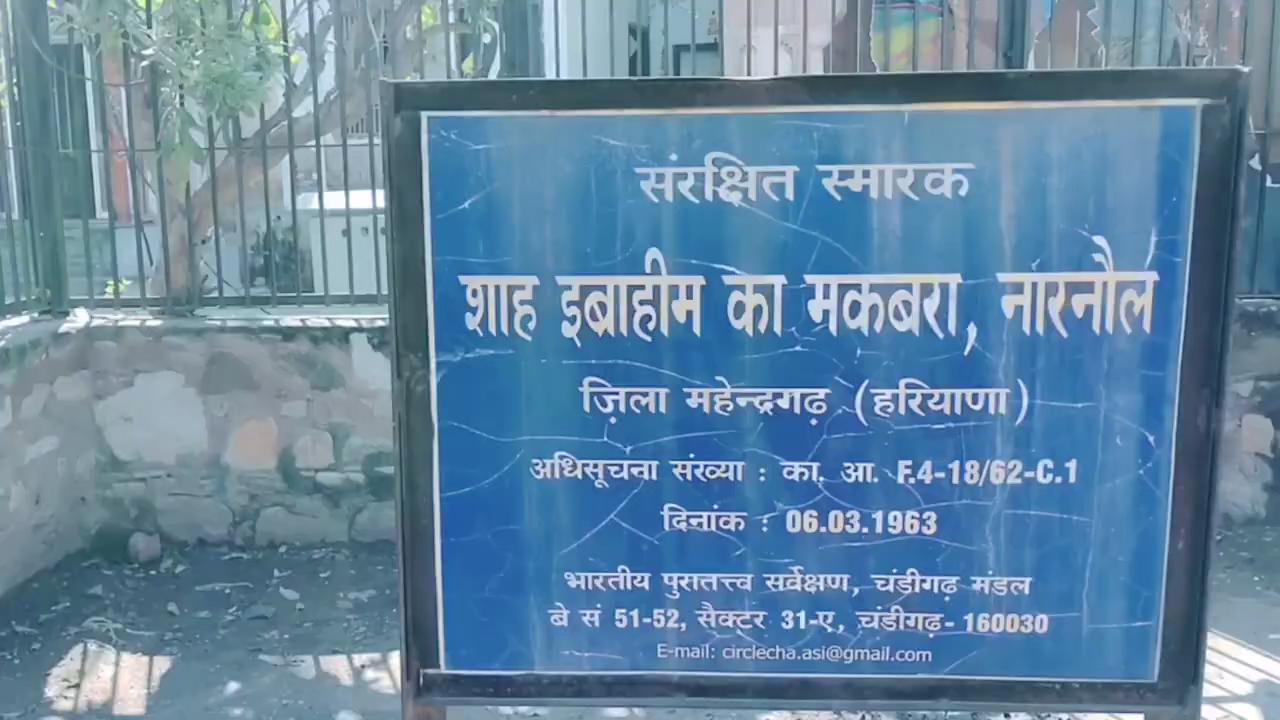 संरक्षित स्मारक
शाह इब्राहीम का मकबरा, नारनौल
ज़िला महेन्द्रगढ़ (हरियाणा)
अधिसूचना संख्या : का. आ. F.4-18/62-C.1
दिनांक : 06.03.1963
भारतीय पुरातत्त्व सर्वेक्षण, चंडीगढ़ मंडल
बे सं 51-52, सैक्टर 31-ए, चंडीगढ़- 160030
E-mail: circlecha.asi@gmail.com